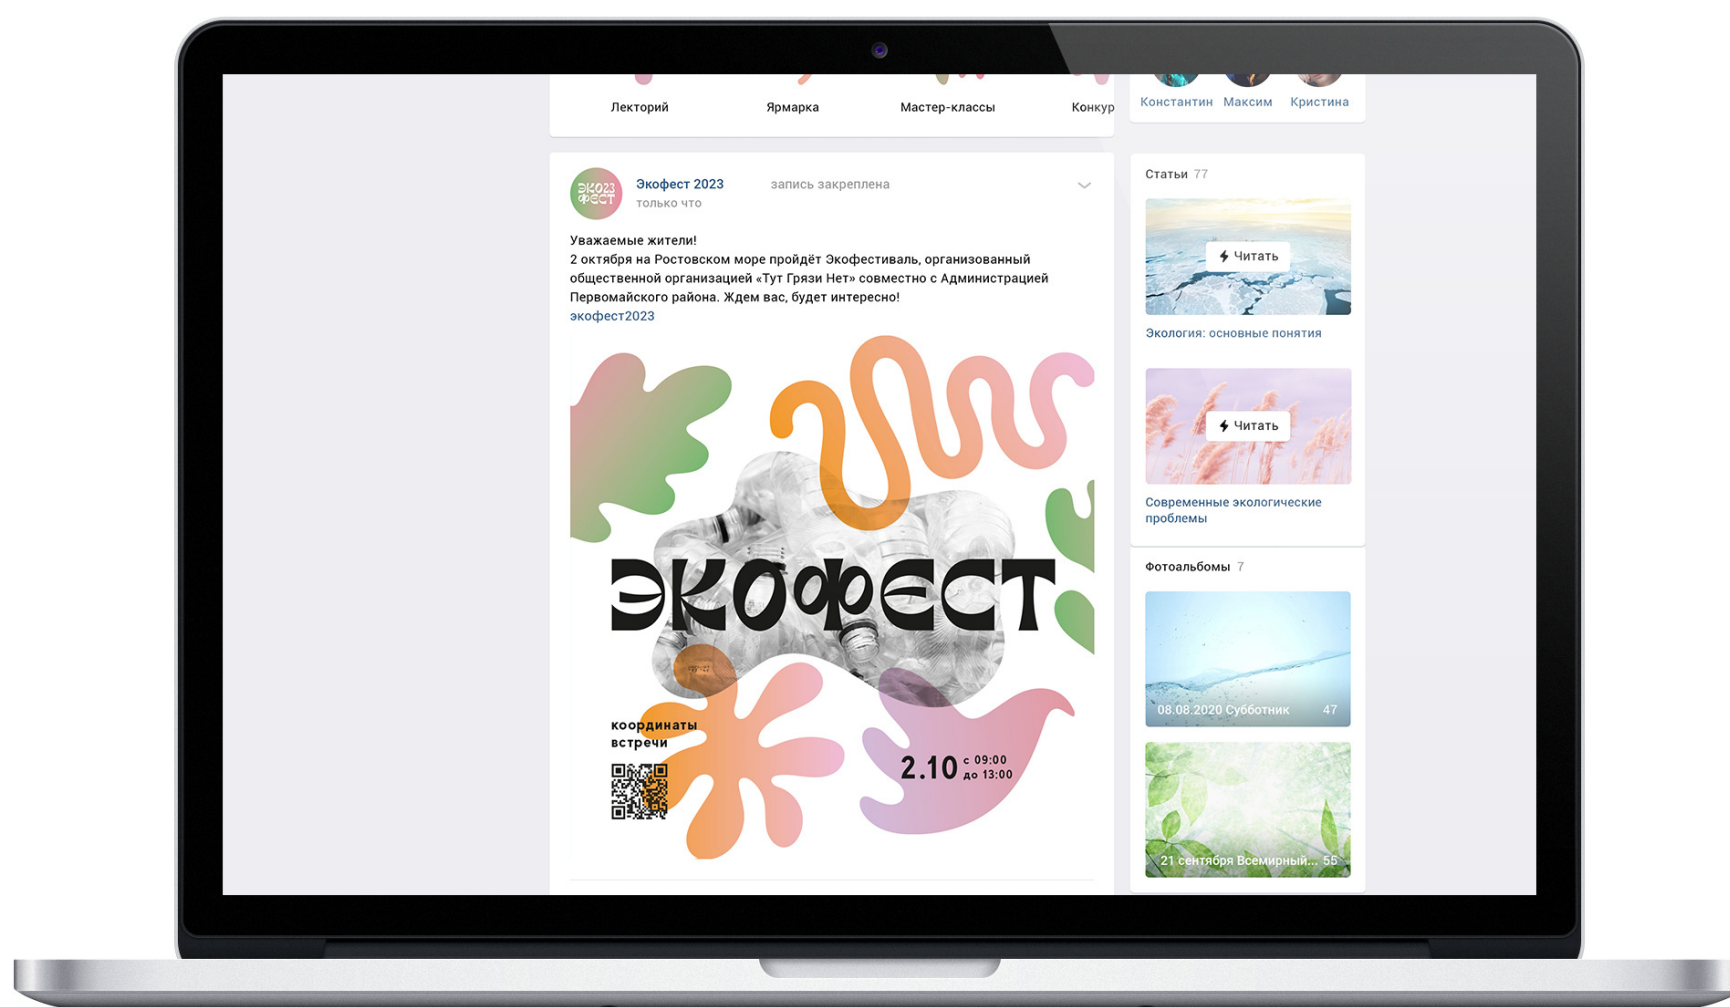 Лекторий
Ярмарка
Мастер-классы
Конкур
Константин
Максим
Кристина
ЭКО23
ФЕСТ
Экофест 2023
запись закреплена
только что
Уважаемые жители!
2 октября на Ростовском море пройдёт Экофестиваль, организованный
общественной организацией «Тут Грязи Нет» совместно с Администрацией
Первомайского района. Ждем вас, будет интересно!
экофест2023
ЭКОФЕСТ
координаты
встречи
2.10
с 09:00
до 13:00
Статьи 77
Читать
Экология: основные понятия
Читать
Современные экологические
проблемы
Фотоальбомы 7
08.08.2020 Субботник 47
21 сентября Всемирный... 55